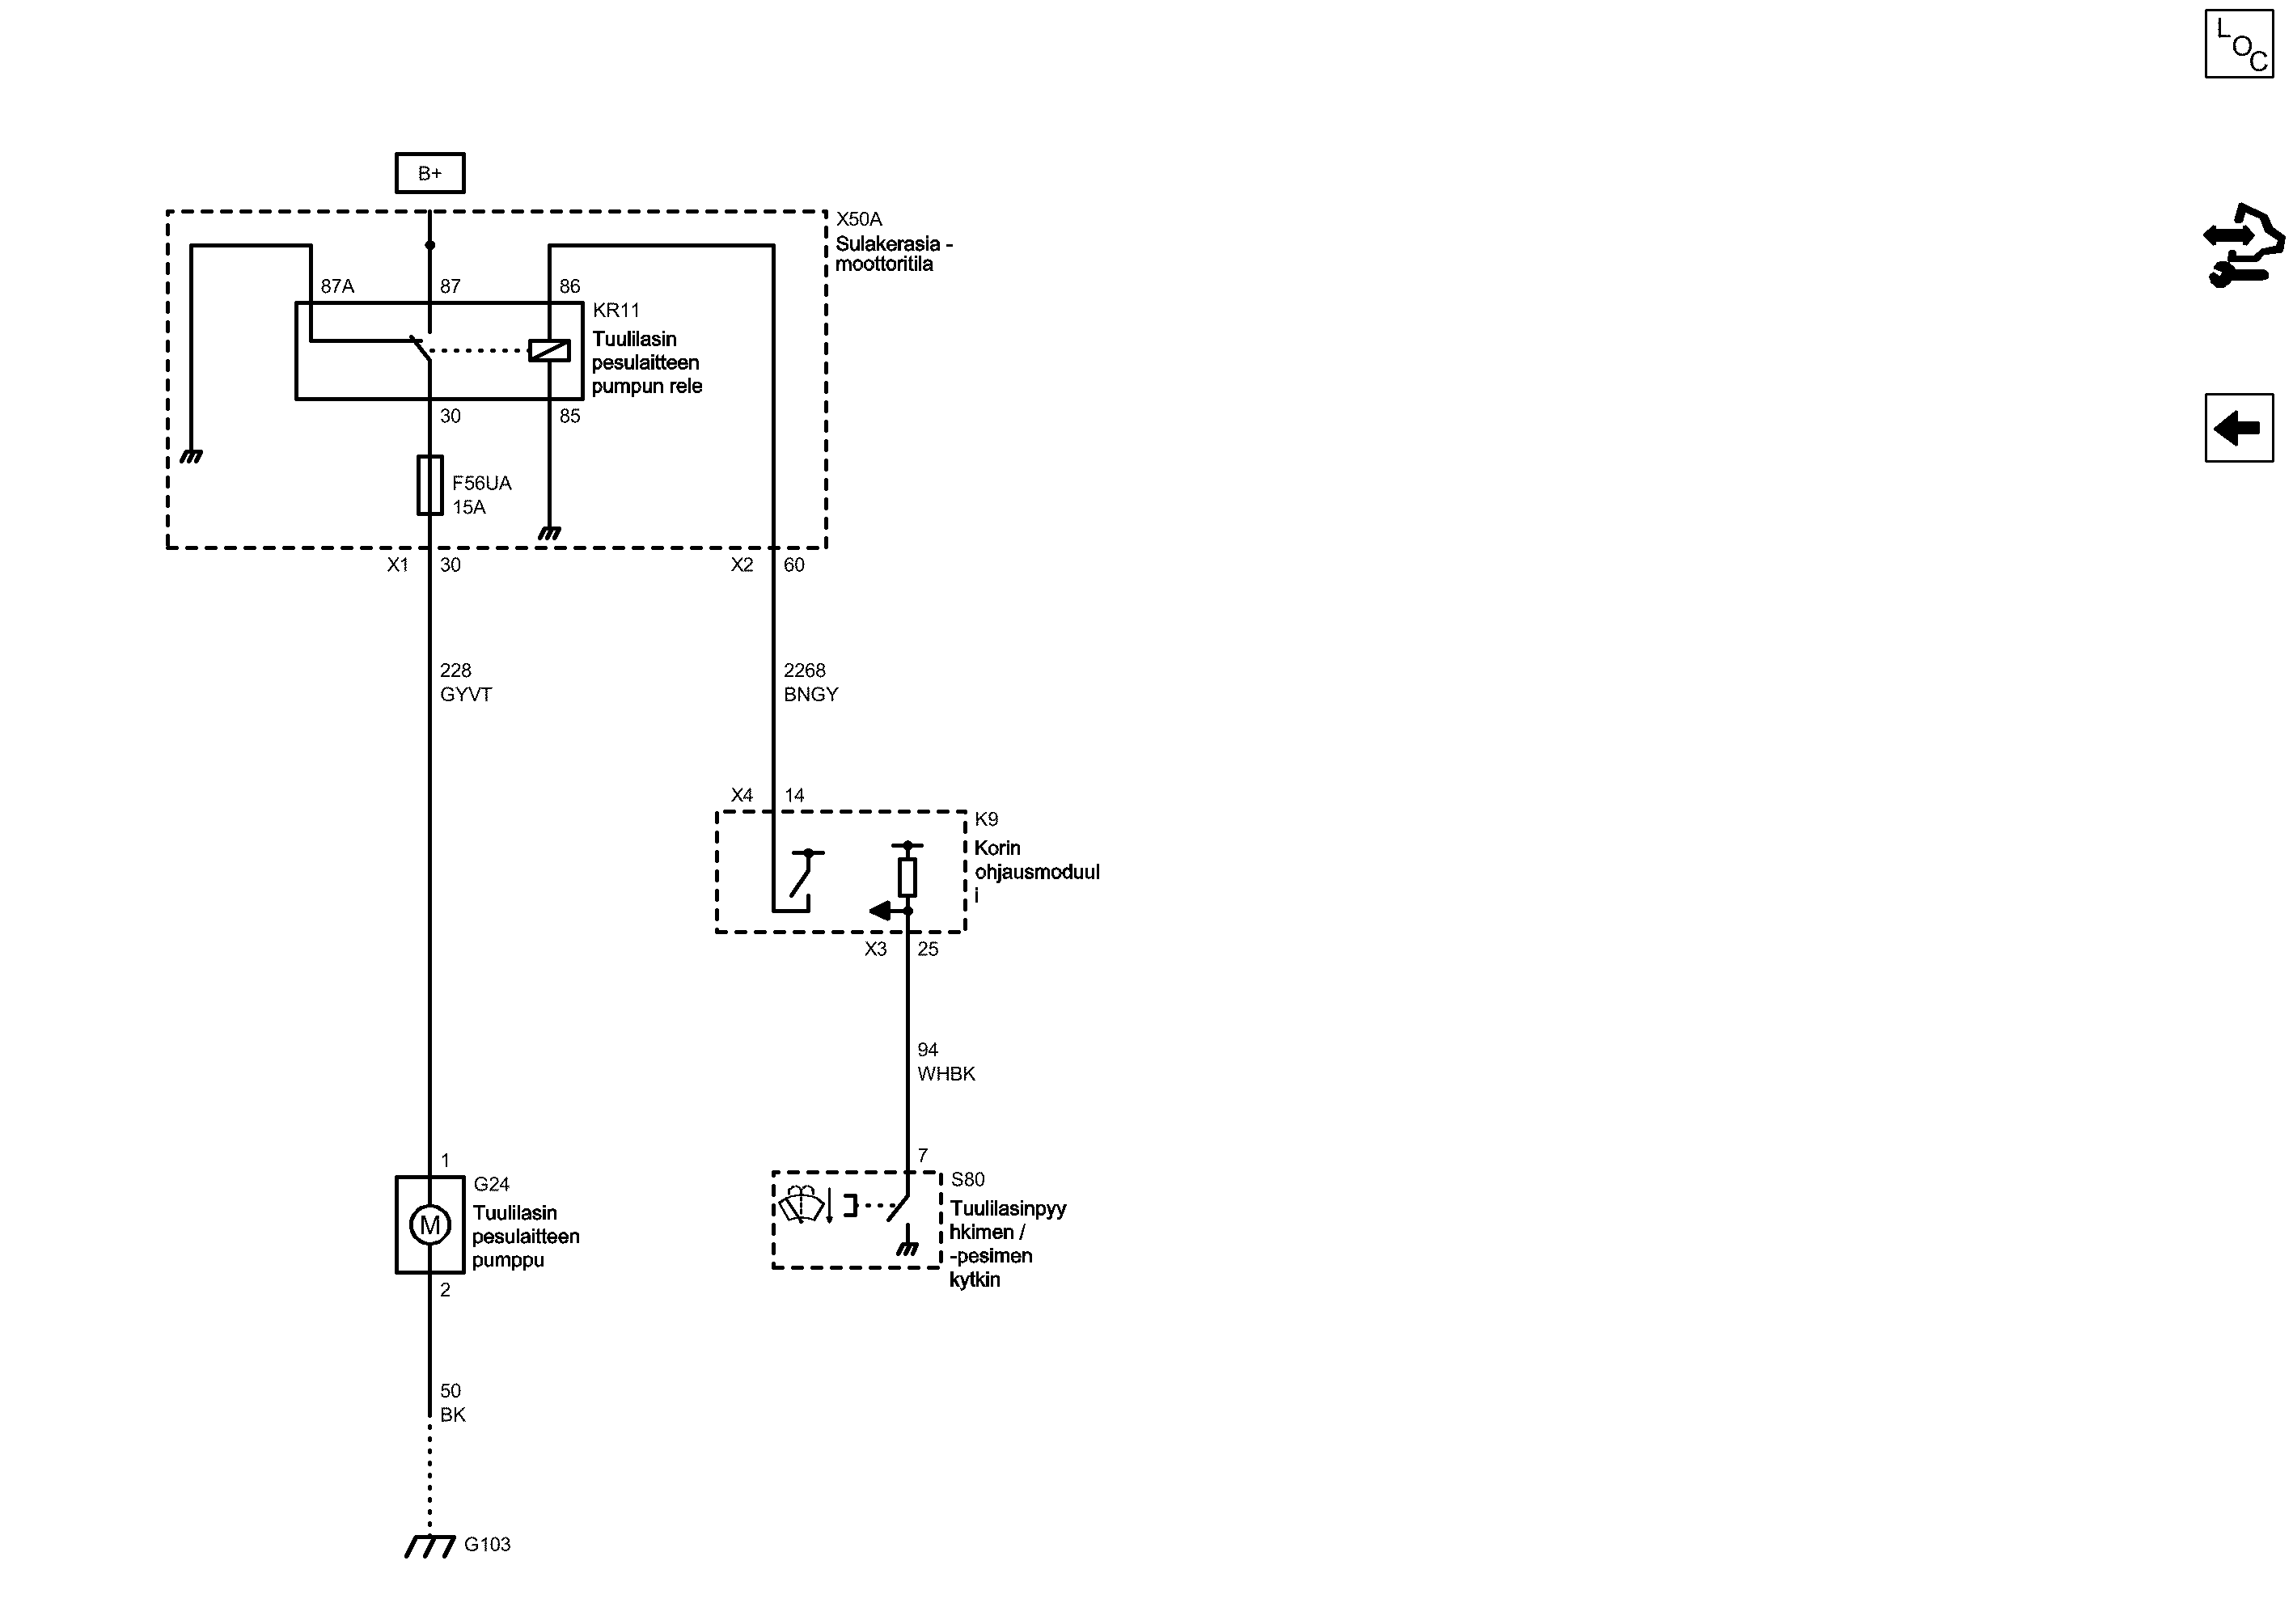 LOC
B+
X50A
Sulakerasia -
moottoritila
87A
87
86
KR11
Tuulilasin
pesulaitteen
pumpun rele
30
85
F56UA
15A
X1
30
X2
60
228
GYVT
2268
BNGY
X4
14
K9
Korin
ohjausmoduul
i
X3
25
94
WHBK
1
G24
Tuulilasin
pesulaitteen
pumppu
M
2
7
S80
Tuulilasinpyy
hkimen /
-pesimen
kytkin
50
BK
G103